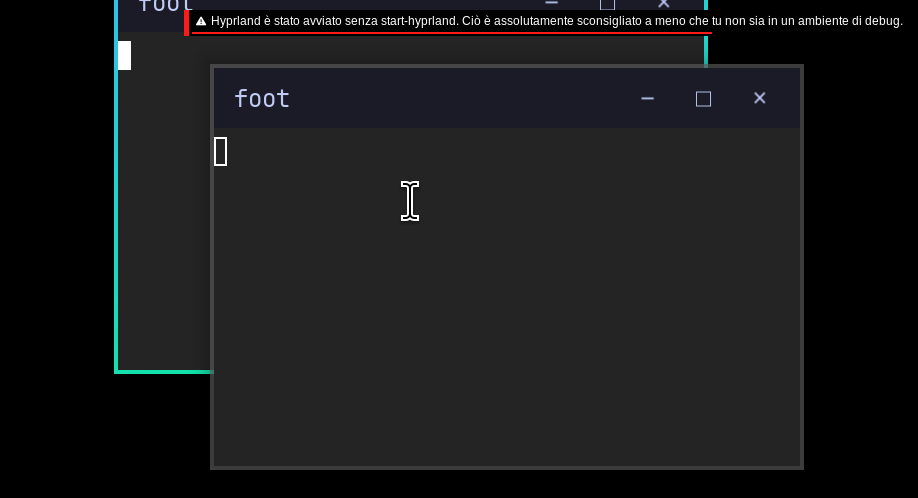 foot
Hyprland è stato avviato senza start-hyprland. Ciò è assolutamente sconsigliato a meno che tu non sia in un ambiente di debug.
foot